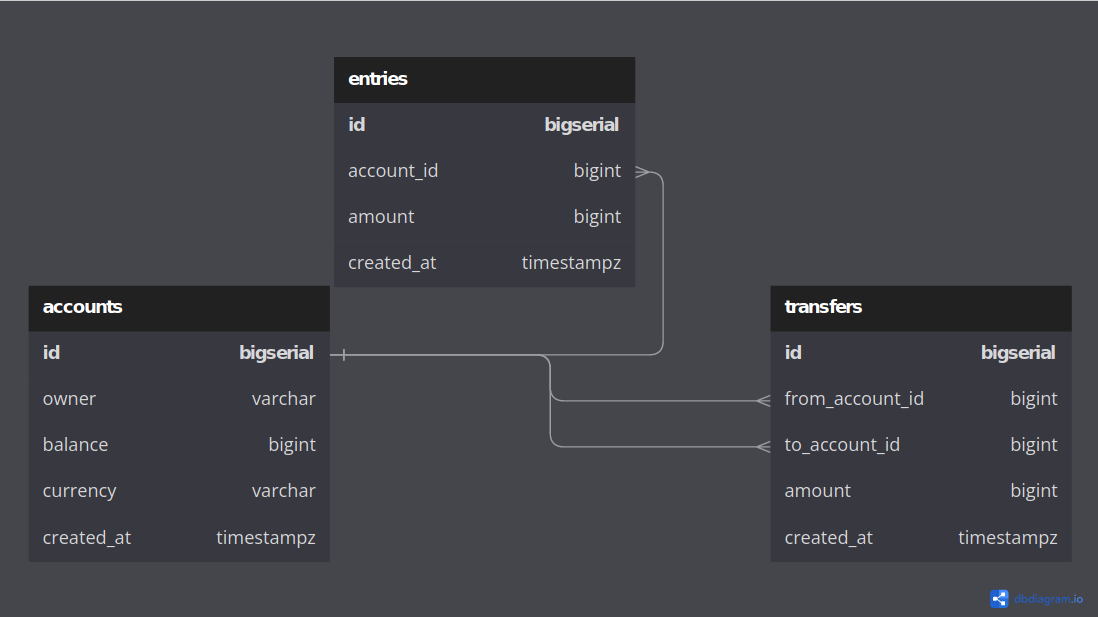 entries
id bigserial
account_id bigint
amount bigint
created_at timestampz
accounts
id bigserial
owner varchar
balance bigint
currency varchar
created_at timestampz
transfers
id bigserial
from_account_id bigint
to_account_id bigint
amount bigint
created_at timestampz
dbdiagram.io